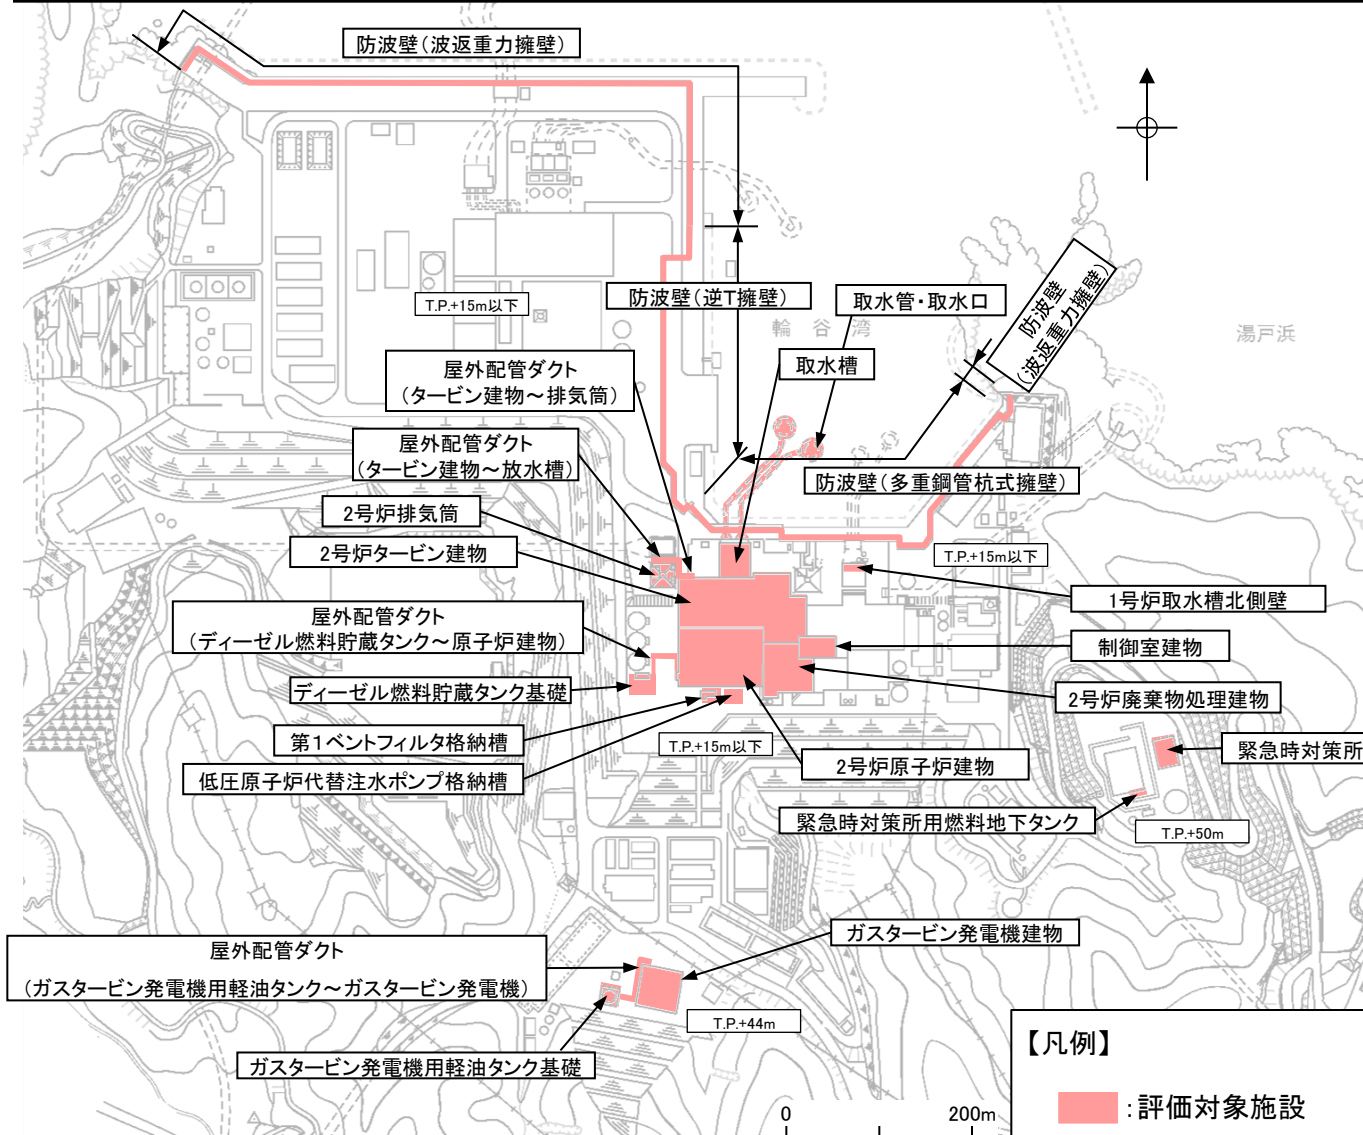 防波壁(波返重力擁壁)
防波壁(逆T擁壁)
取水管・取水口
防波壁
(波返重力擁壁)
T.P.+15m以下
輪谷湾
湯戸浜
取水槽
屋外配管ダクト
(タービン建物～排気筒)
屋外配管ダクト
(タービン建物～放水槽)
防波壁(多重鋼管杭式擁壁)
2号炉排気筒
2号炉タービン建物
T.P.+15m以下
1号炉取水槽北側壁
屋外配管ダクト
(ディーゼル燃料貯蔵タンク～原子炉建物)
制御室建物
ディーゼル燃料貯蔵タンク基礎
2号炉廃棄物処理建物
第1ベントフィルタ格納槽
T.P.+15m以下
緊急時対策所
低圧原子炉代替注水ポンプ格納槽
2号炉原子炉建物
緊急時対策所用燃料地下タンク
T.P.+50m
ガスタービン発電機建物
屋外配管ダクト
(ガスタービン発電機用軽油タンク～ガスタービン発電機)
T.P.+44m
ガスタービン発電機用軽油タンク基礎
【凡例】
:評価対象施設
0 200m